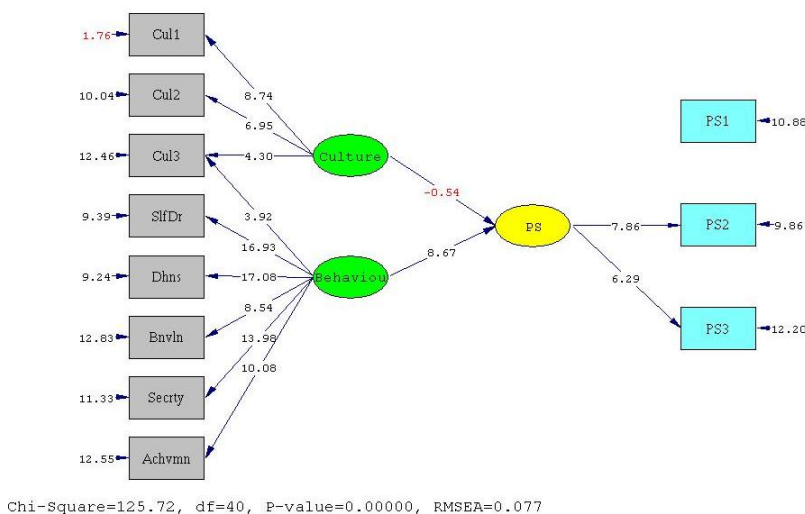 1.76 Cul1
8.74
10.04 Cul2
6.95
PS1 10.88
12.46 Cul3
4.30
Culture
-0.54
9.39 SlfDr
3.92
16.93
PS
7.86
PS2 9.86
9.24 Dhns
17.08
Behaviou
8.67
6.29
8.54
12.83 Bnvln
13.98
PS3 12.20
10.08
11.33 Secrty
12.55 Achvmn
Chi-Square=125.72, df=40, P-value=0.00000, RMSEA=0.077